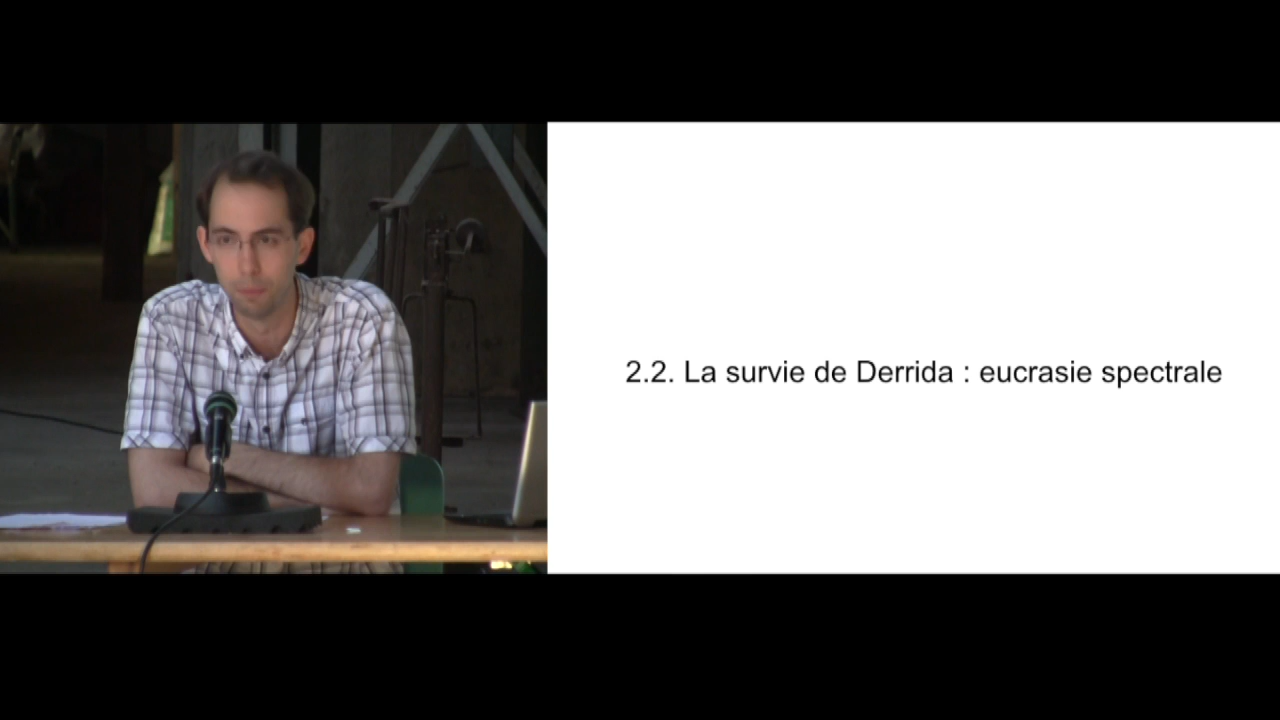 2.2. La survie de Derrida : eucrasie spectrale